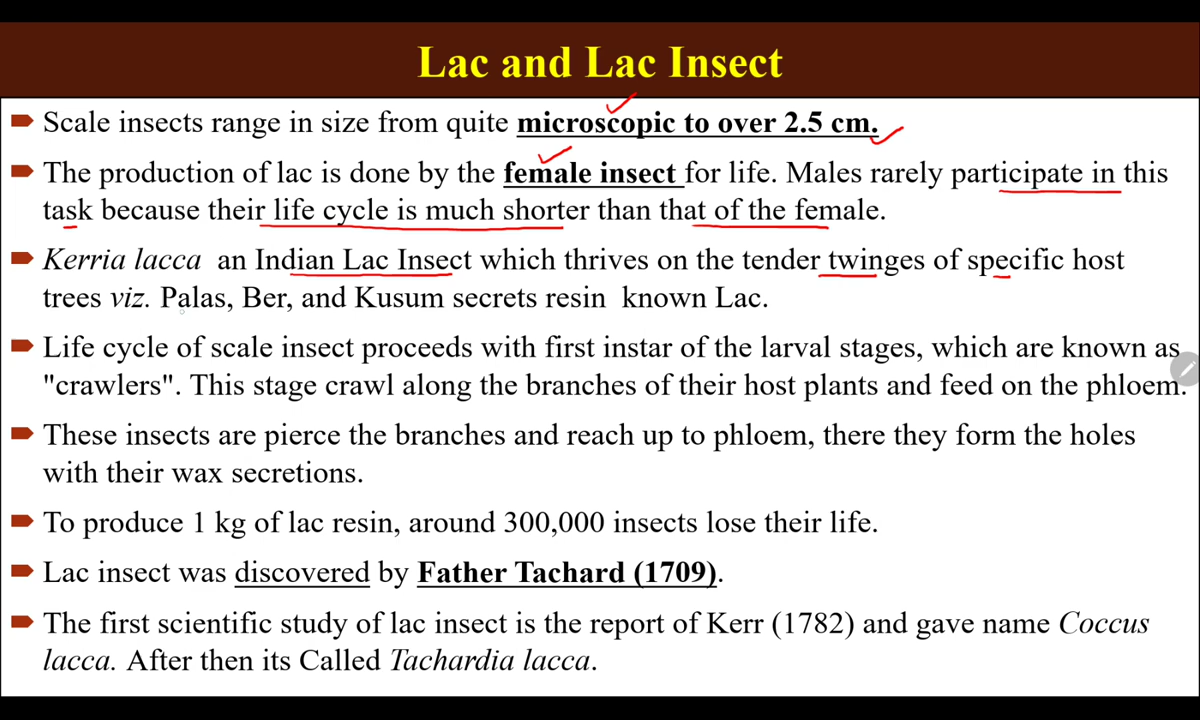 Lac and Lac Insect
Scale insects range in size from quite microscopic to over 2.5 cm.
The production of lac is done by the female insect for life. Males rarely participate in this
task because their life cycle is much shorter than that of the female.
Kerria lacca an Indian Lac Insect which thrives on the tender twinges of specific host
trees viz. Palas, Ber, and Kusum secrets resin known Lac.
Life cycle of scale insect proceeds with first instar of the larval stages, which are known as
"crawlers". This stage crawl along the branches of their host plants and feed on the phloem.
These insects are pierce the branches and reach up to phloem, there they form the holes
with their wax secretions.
To produce 1 kg of lac resin, around 300,000 insects lose their life.
Lac insect was discovered by Father Tachard (1709).
The first scientific study of lac insect is the report of Kerr (1782) and gave name Coccus
lacca. After then its Called Tachardia lacca.